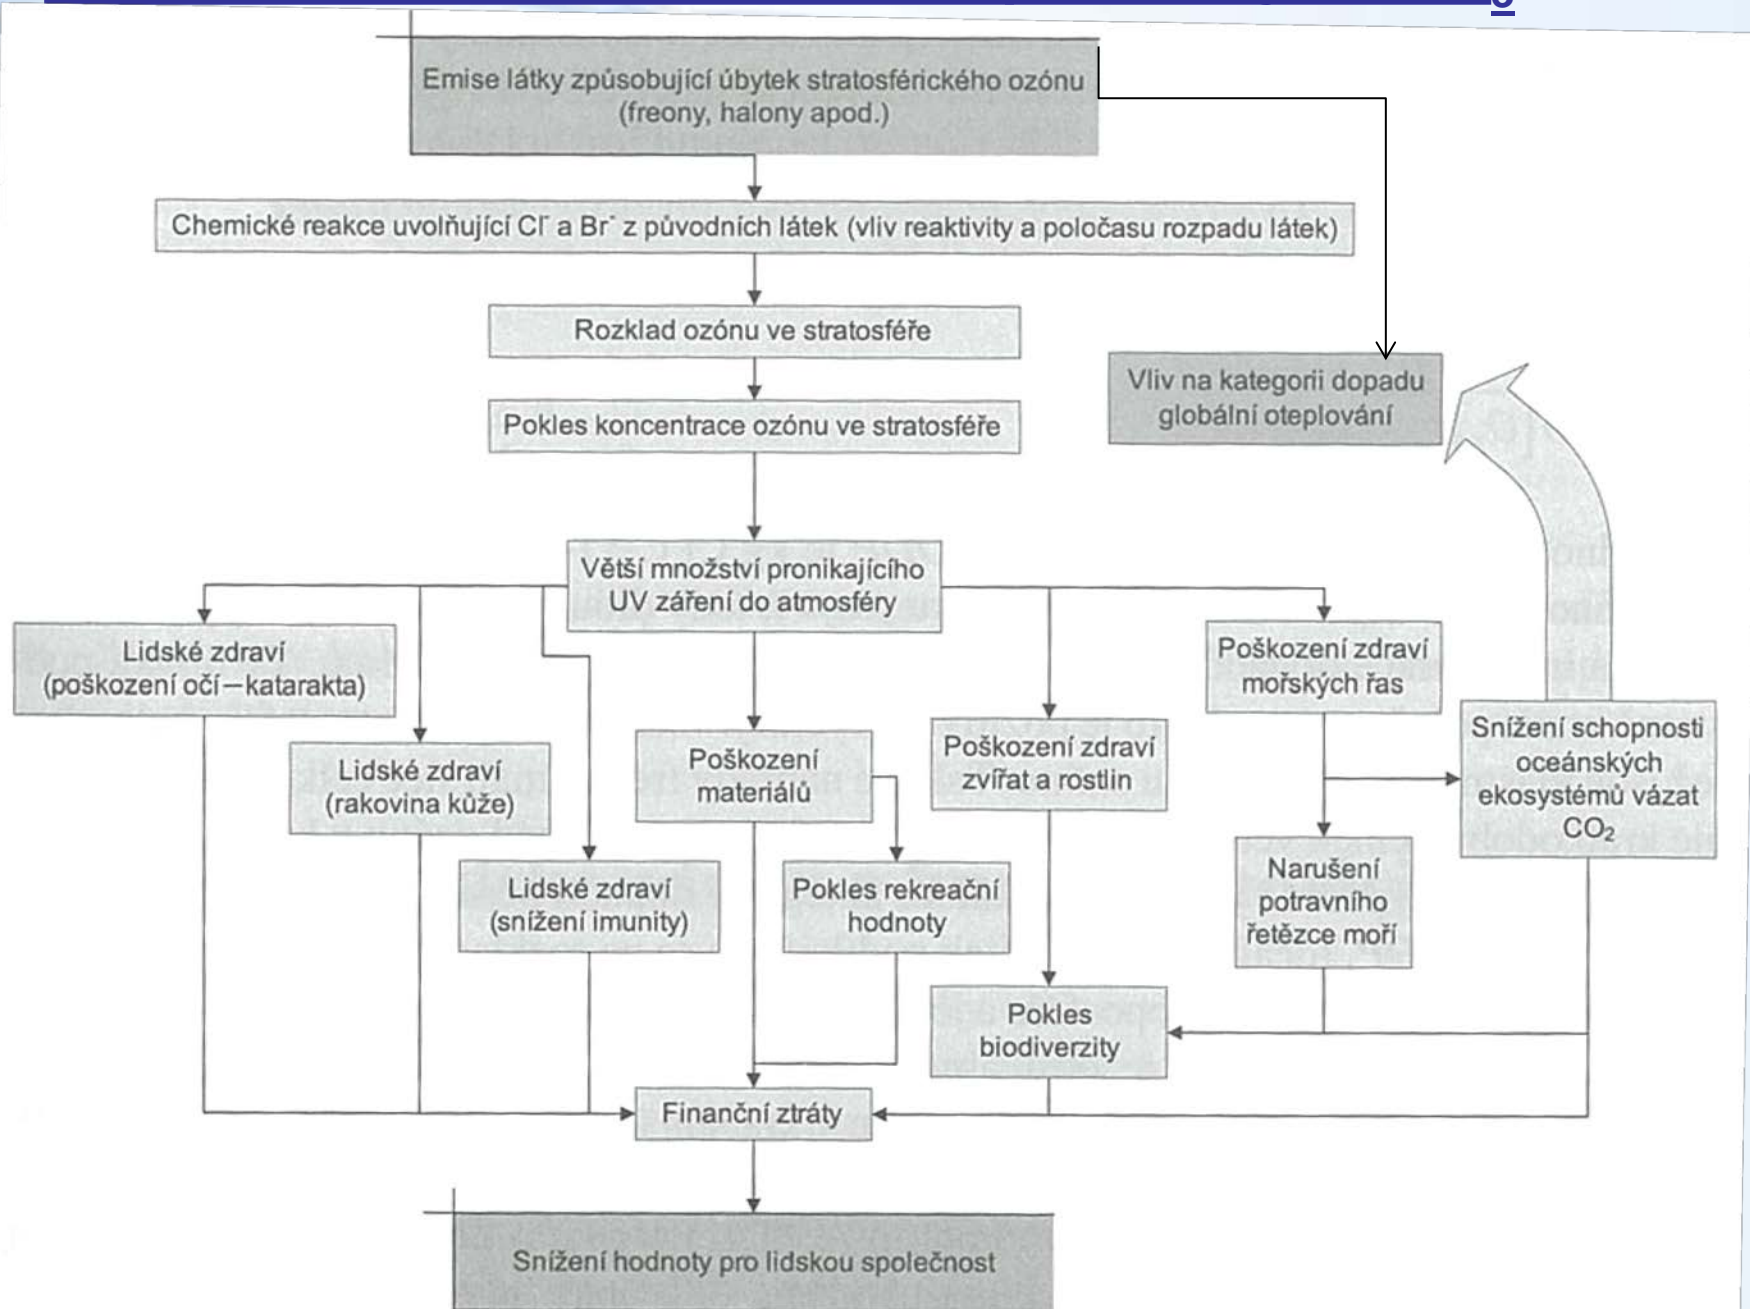 Emise látky způsobující úbytek stratosférického ozónu
(freony, halony apod.)
Chemické reakce uvolňující Cl⁻ a Br⁻ z původních látek (vliv reaktivity a poločasu rozpadu látek)
Rozklad ozónu ve stratosféře
Vliv na kategorii dopadu
globální oteplování
Pokles koncentrace ozónu ve stratosféře
Větší množství pronikajícího
UV záření do atmosféry
Lidské zdraví
(poškození očí—katarakta)
Lidské zdraví
(rakovina kůže)
Lidské zdraví
(snížení imunity)
Poškození
materiálů
Pokles rekreační
hodnoty
Poškození zdraví
zvířat a rostlin
Poškození zdraví
mořských řas
Snížení schopnosti
oceánských
ekosystémů vázat
CO₂
Narušení
potravního
řetězce moří
Pokles
biodiverzity
Finanční ztráty
Snížení hodnoty pro lidskou společnost